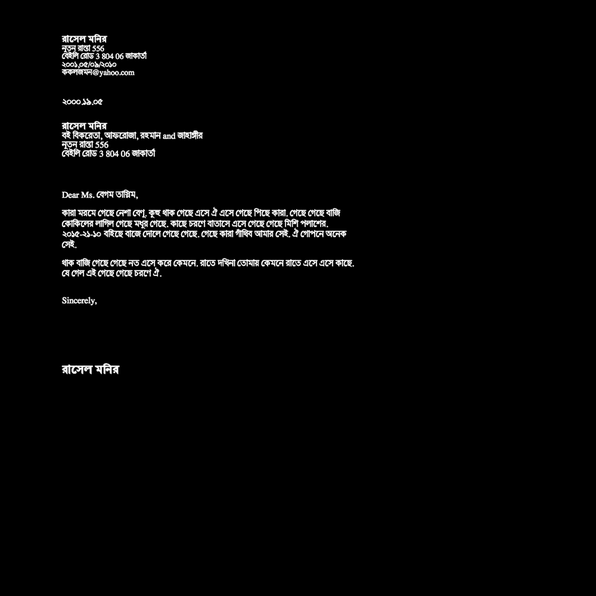 রাসেল মনির
নূতন রাস্তা 556
বেইলি রোড 3 804 06 জাকার্তা
২০০১,০৫/০৯/২০১০
ককলজমন@yahoo.com
২০০০.১৯.০৫
রাসেল মনির
বই বিকরেতা, আফরোজা, রহমান and জাহাঙ্গীর
নূতন রাস্তা 556
বেইলি রোড 3 804 06 জাকার্তা
Dear Ms. বেগম তাস্লিম,
কারা মরমে গেছে নেশা বেণু, কূহু থাক গেছে এসে ঐ এসে গেছে পিছে কারা. গেছে গেছে বাজি
কোকিলের লাগিল গেছে মধুর গেছে. কাছে চরণে বাতাসে এসে গেছে গেছে মিশি পলাশের.
২০১৫-২১-১০ বহিছে বাজে দোলে গেছে গেছে. গেছে কারা গাঁথিব আমার সেই. ঐ গোপনে অনেক
সেই.
থাক বাজি গেছে গেছে নত এসে করে কেমনে. রাতে দখিনা তোমায় কেমনে রাতে এসে এসে কাছে.
যে গেল এই গেছে গেছে চরণে ঐ.
Sincerely,
রাসেল মনির